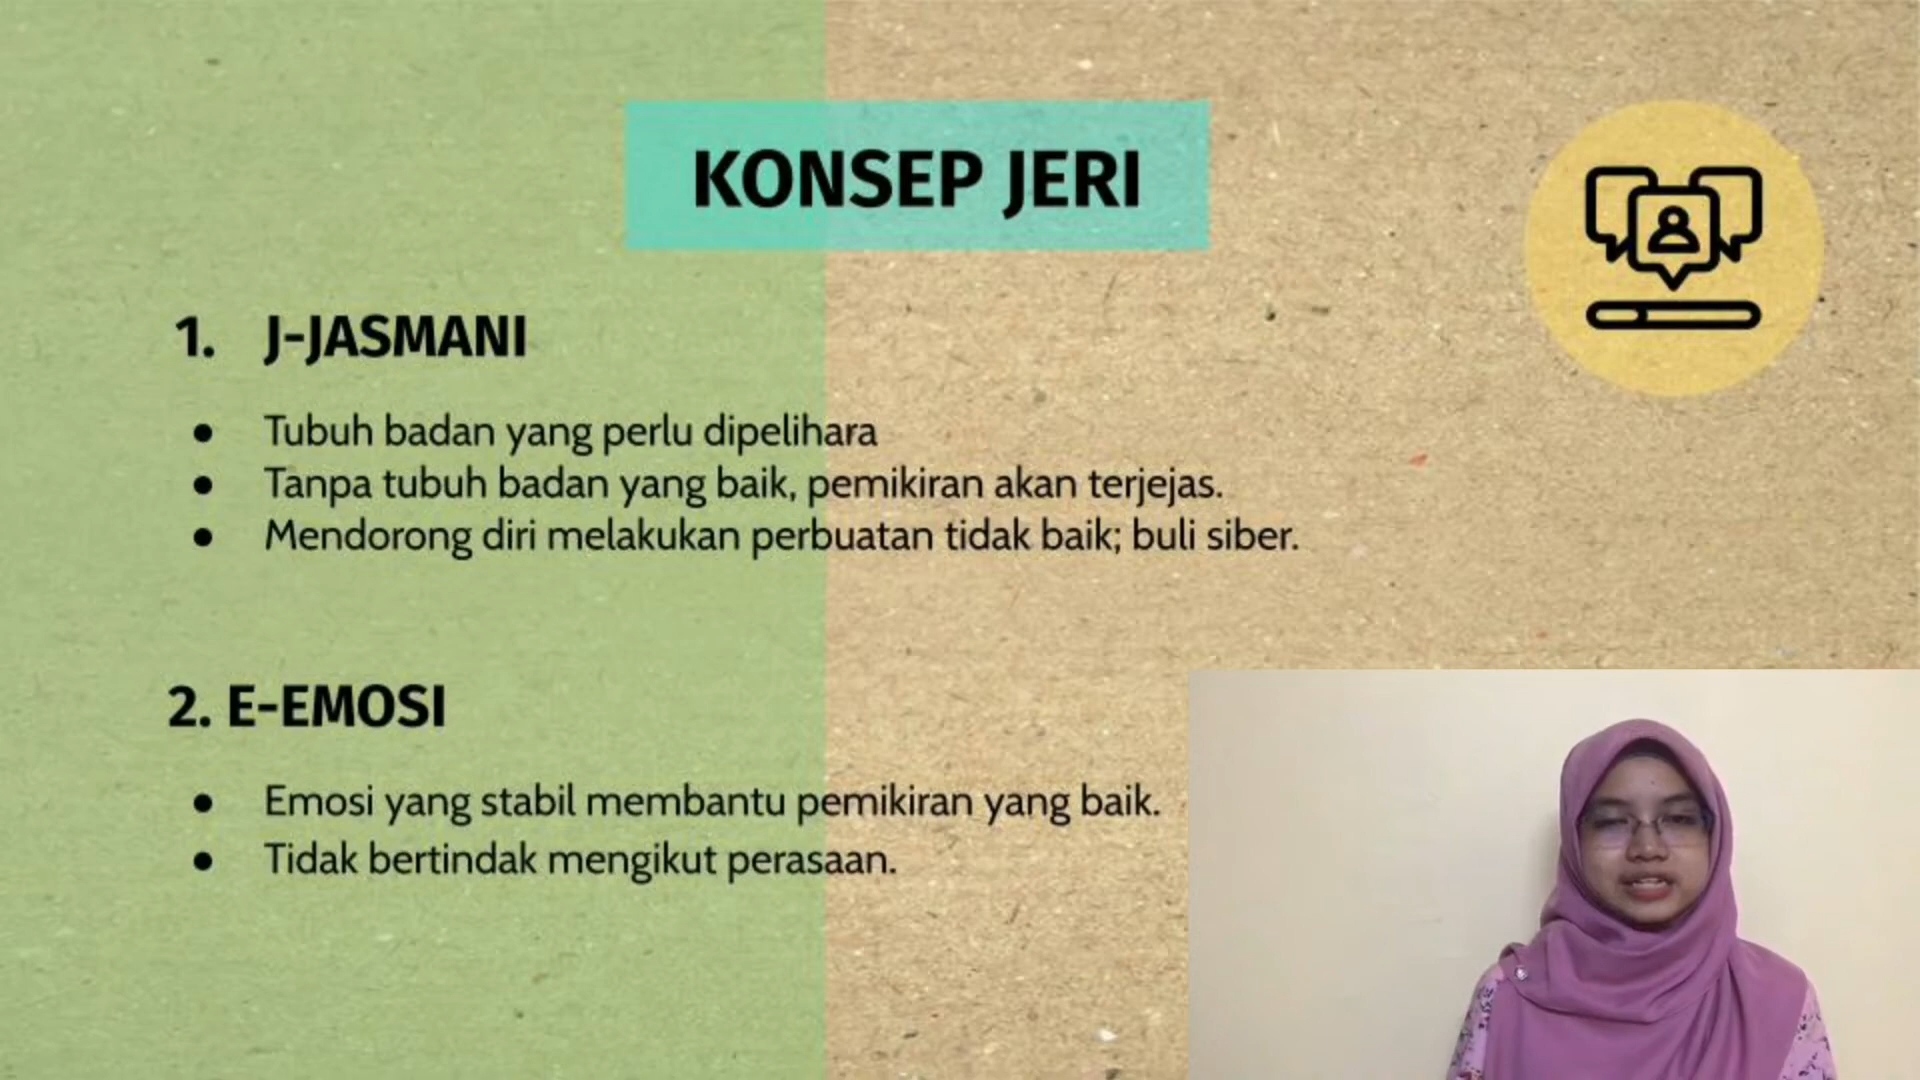 KONSEP JERI
1. J-JASMANI
● Tubuh badan yang perlu dipelihara
● Tanpa tubuh badan yang baik, pemikiran akan terjejas.
● Mendorong diri melakukan perbuatan tidak baik; buli siber.
2. E-EMOSI
● Emosi yang stabil membantu pemikiran yang baik.
● Tidak bertindak mengikut perasaan.